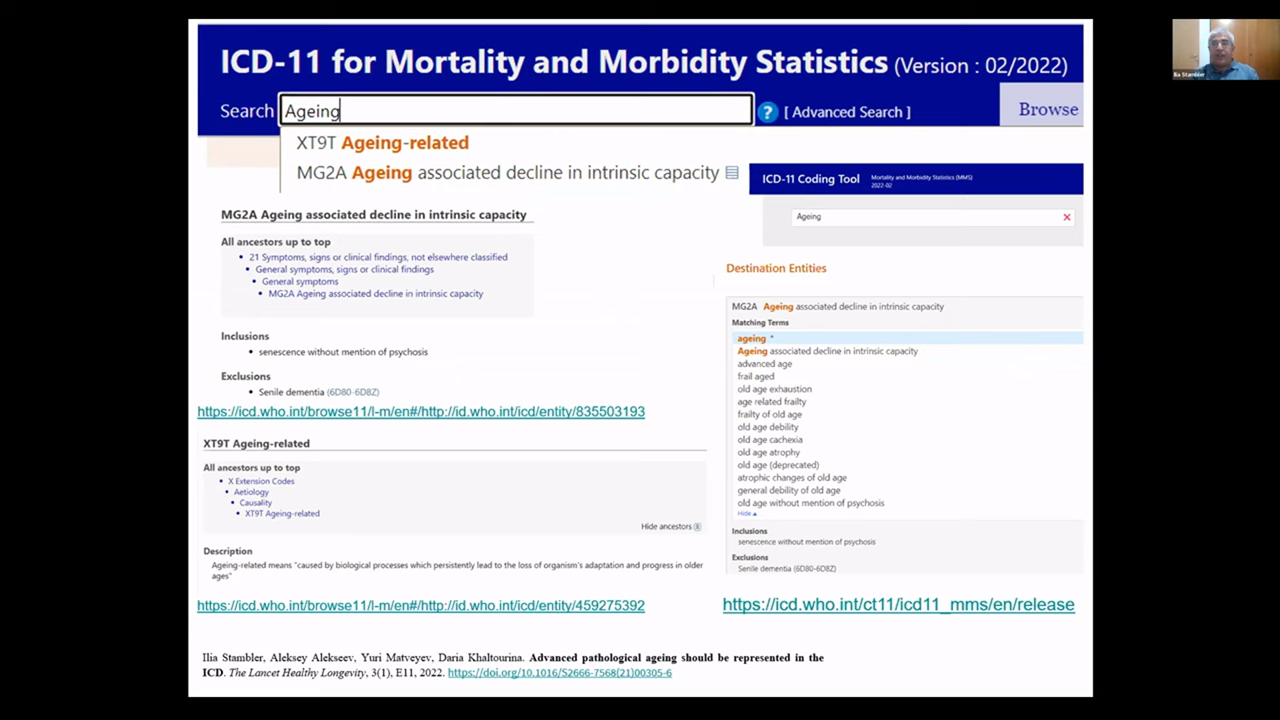 ICD-11 for Mortality and Morbidity Statistics (Version : 02/2022)
Search Ageing ? [ Advanced Search ] Browse
XT9T Ageing-related
MG2A Ageing associated decline in intrinsic capacity
MG2A Ageing associated decline in intrinsic capacity
All ancestors up to top
21 Symptoms, signs or clinical findings, not elsewhere classified
General symptoms, signs or clinical findings
General symptoms
MG2A Ageing associated decline in intrinsic capacity
Inclusions
senescence without mention of psychosis
Exclusions
Senile dementia (6D80-6D8Z)
https://icd.who.int/browse11/l-m/en#/http://id.who.int/icd/entity/835503193
XT9T Ageing-related
All ancestors up to top
X Extension Codes
Aetiology
Causality
XT9T Ageing-related
Hide ancestors
Description
Ageing-related means "caused by biological processes which persistently lead to the loss of organism's adaptation and progress in older
ages"
https://icd.who.int/browse11/l-m/en#/http://id.who.int/icd/entity/459275392
ICD-11 Coding Tool Mortality and Morbidity Statistics (MMS)
2022-02
Ageing
Destination Entities
MG2A Ageing associated decline in intrinsic capacity
Matching Terms
ageing *
Ageing associated decline in intrinsic capacity
advanced age
frail aged
old age exhaustion
age related frailty
frailty of old age
old age debility
old age cachexia
old age atrophy
old age (deprecated)
atrophic changes of old age
general debility of old age
old age without mention of psychosis
Hide
Inclusions
senescence without mention of psychosis
Exclusions
Senile dementia (6D80-6D8Z)
https://icd.who.int/ct11/icd11_mms/en/release
Ilia Stambler, Aleksey Alekseev, Yuri Matveyev, Daria Khaltourina. Advanced pathological ageing should be represented in the
ICD. The Lancet Healthy Longevity, 3(1), E11, 2022. https://doi.org/10.1016/S2666-7568(21)00305-6
Ilia Stambler